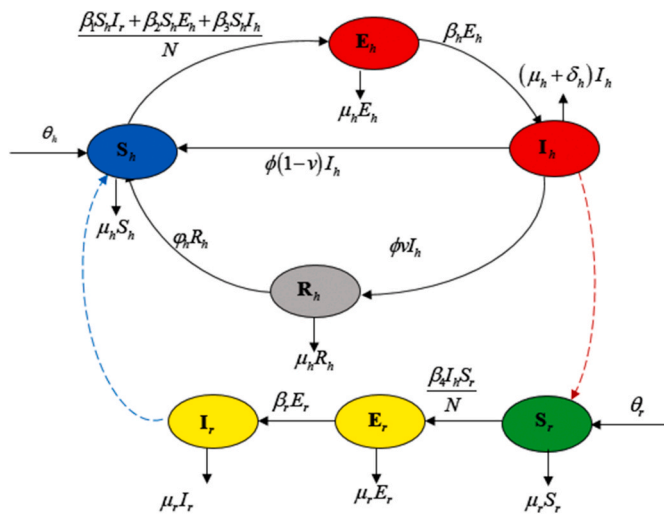 β₁SₕIᵣ + β₂SₕEₕ + β₃SₕIₕ
N
Eₕ
βₕEₕ
(μₕ + δₕ)Iₕ
μₕEₕ
θₕ
Sₕ
Iₕ
ϕ(1−ν)Iₕ
μₕSₕ
φₕRₕ
ϕνIₕ
Rₕ
μₕRₕ
β₄IₕSᵣ
N
βᵣEᵣ
θᵣ
Iᵣ
Eᵣ
Sᵣ
μᵣIᵣ
μᵣEᵣ
μᵣSᵣ